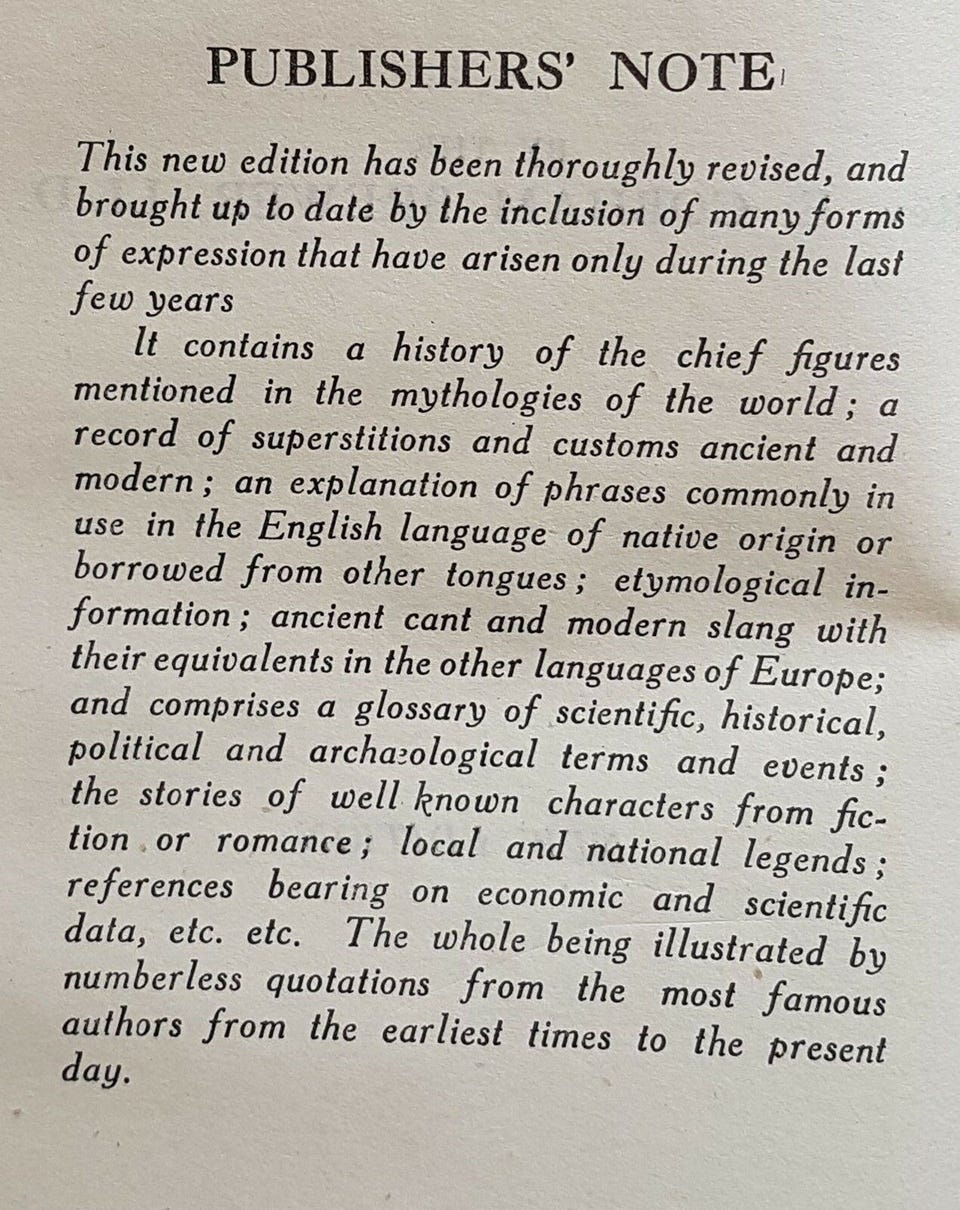 PUBLISHERS' NOTE
This new edition has been thoroughly revised, and
brought up to date by the inclusion of many forms
of expression that have arisen only during the last
few years
It contains a history of the chief figures
mentioned in the mythologies of the world; a
record of superstitions and customs ancient and
modern; an explanation of phrases commonly in
use in the English language of native origin or
borrowed from other tongues; etymological in-
formation; ancient cant and modern slang with
their equivalents in the other languages of Europe;
and comprises a glossary of scientific, historical,
political and archæological terms and events;
the stories of well known characters from fic-
tion or romance; local and national legends;
references bearing on economic and scientific
data, etc. etc. The whole being illustrated by
numberless quotations from the most famous
authors from the earliest times to the present
day.